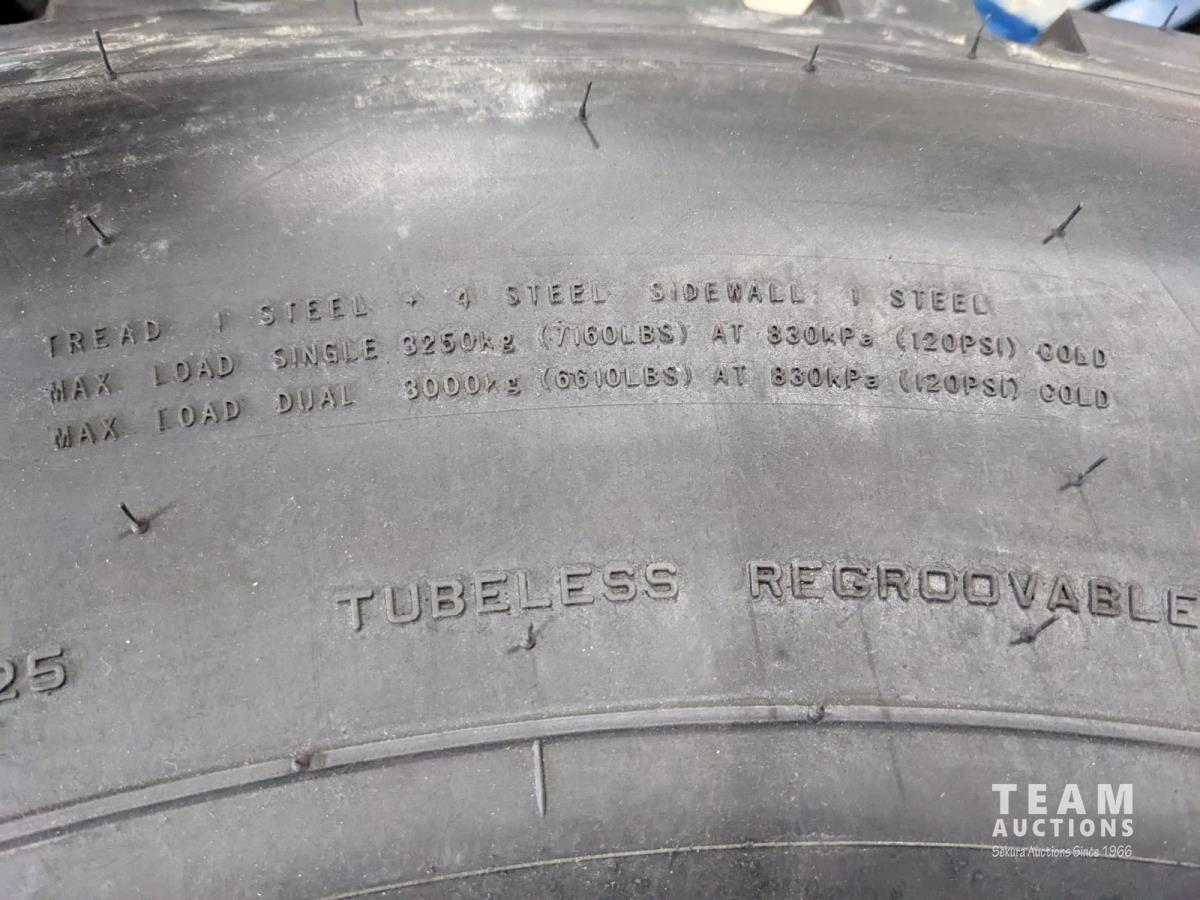 TREAD 1 STEEL + 4 STEEL SIDEWALL: 1 STEEL
MAX. LOAD SINGLE 3250kg (7160LBS) AT 830kPa (120PSI) COLD
MAX. LOAD DUAL 3000kg (6610LBS) AT 830kPa (120PSI) COLD
TUBELESS REGROOVABLE
25
TEAM
AUCTIONS
Sekura Auctions Since 1966